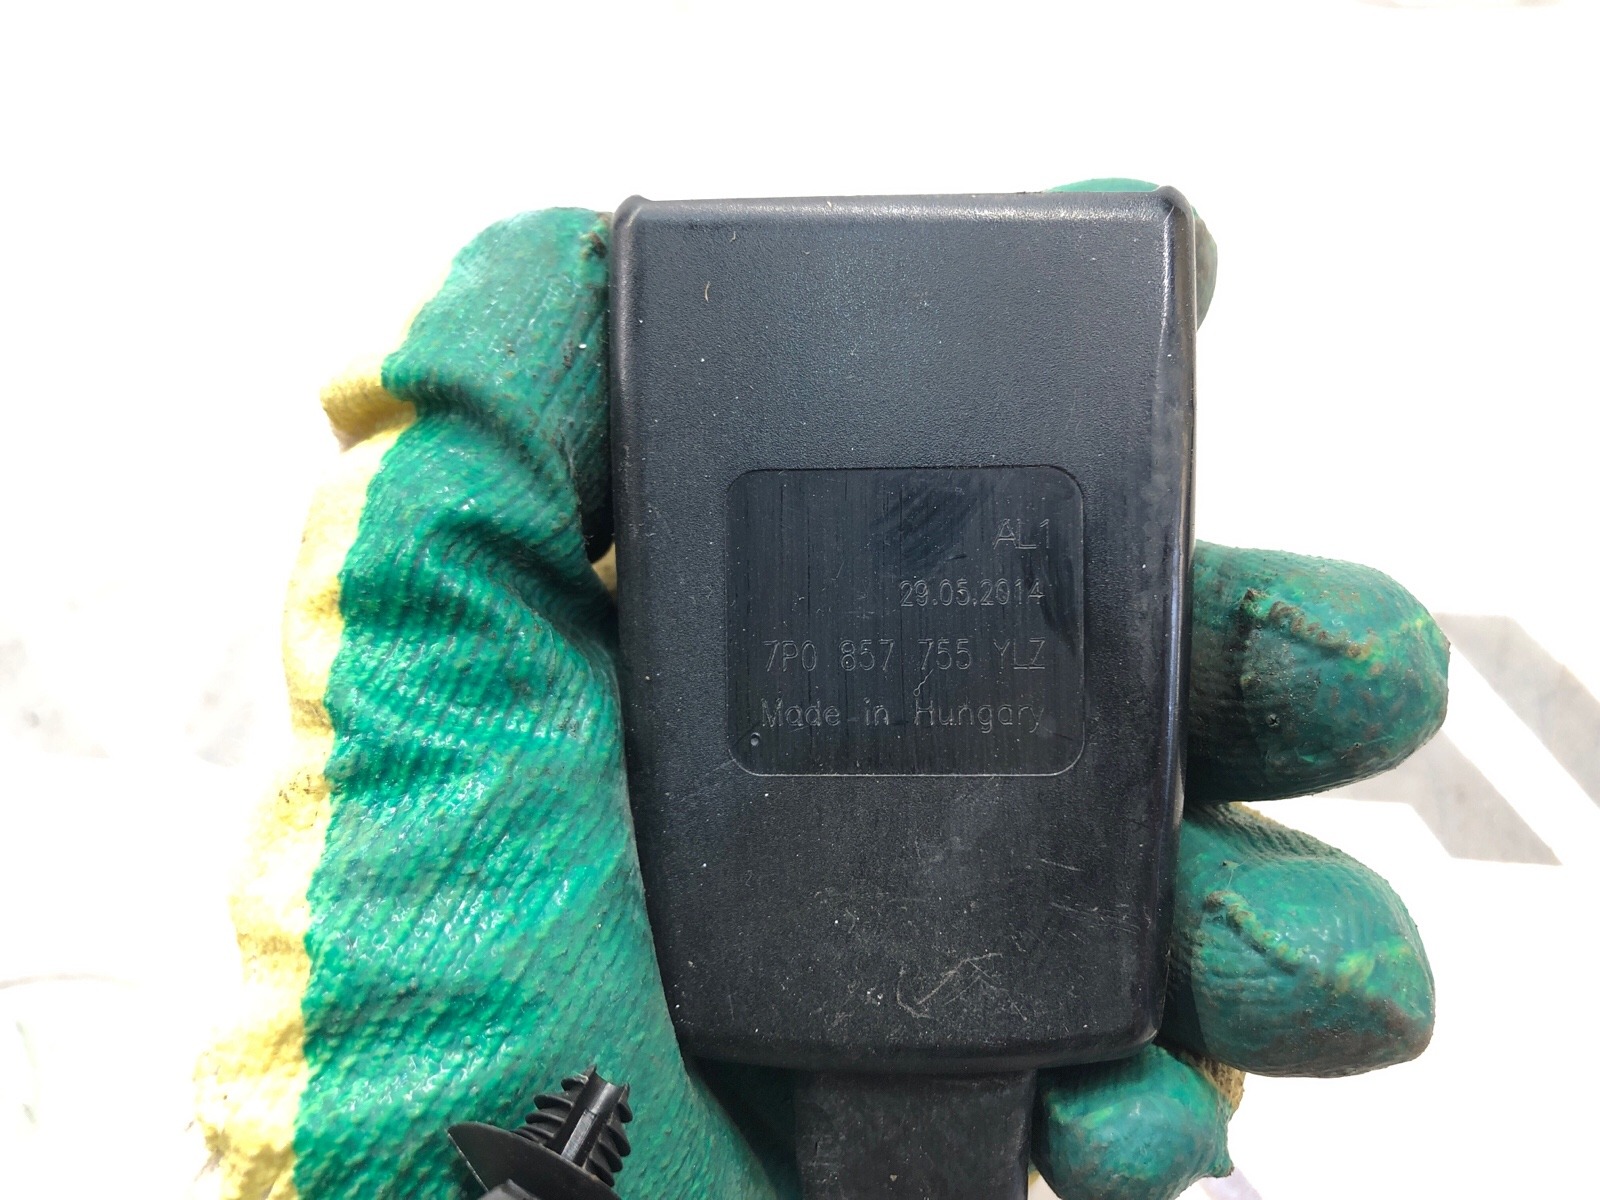 AL1
29.05.2014
7P0 857 755 YLZ
Made in Hungary